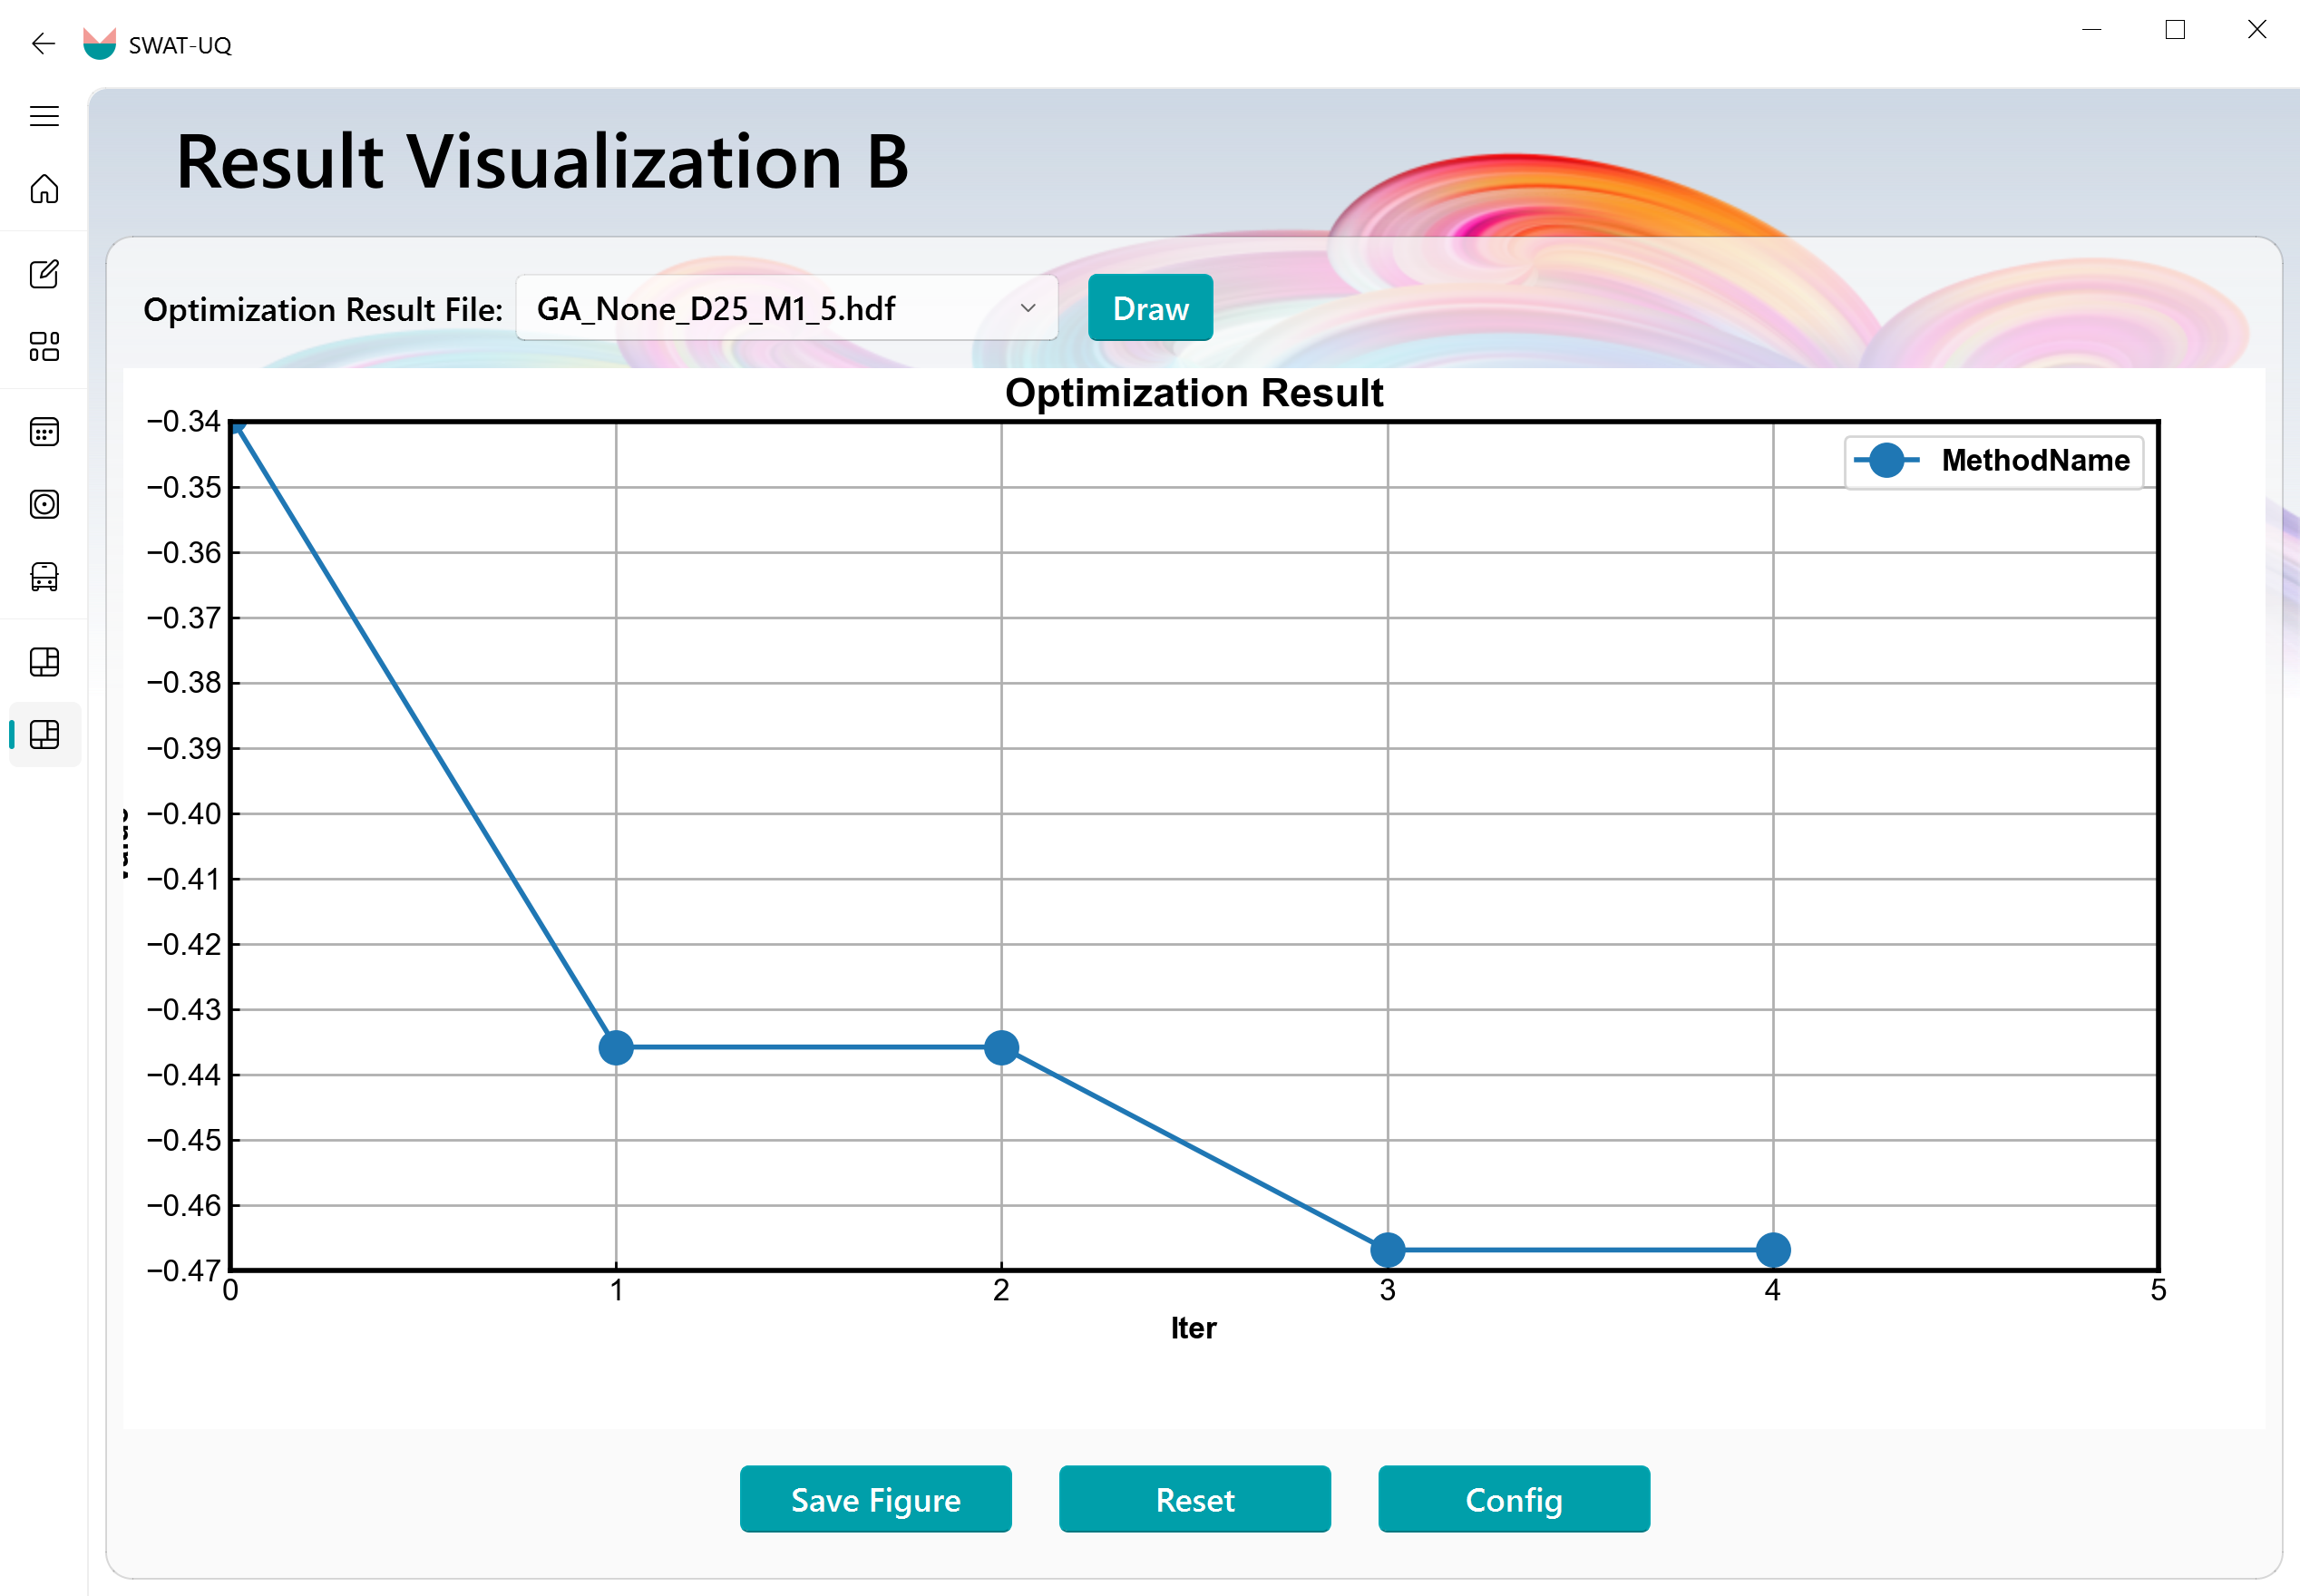 SWAT-UQ
Result Visualization B
Optimization Result File: GA_None_D25_M1_5.hdf Draw
Optimization Result
MethodName
−0.34
−0.35
−0.36
−0.37
−0.38
−0.39
−0.40
−0.41
−0.42
−0.43
−0.44
−0.45
−0.46
−0.47
0 1 2 3 4 5
Iter
Save Figure Reset Config